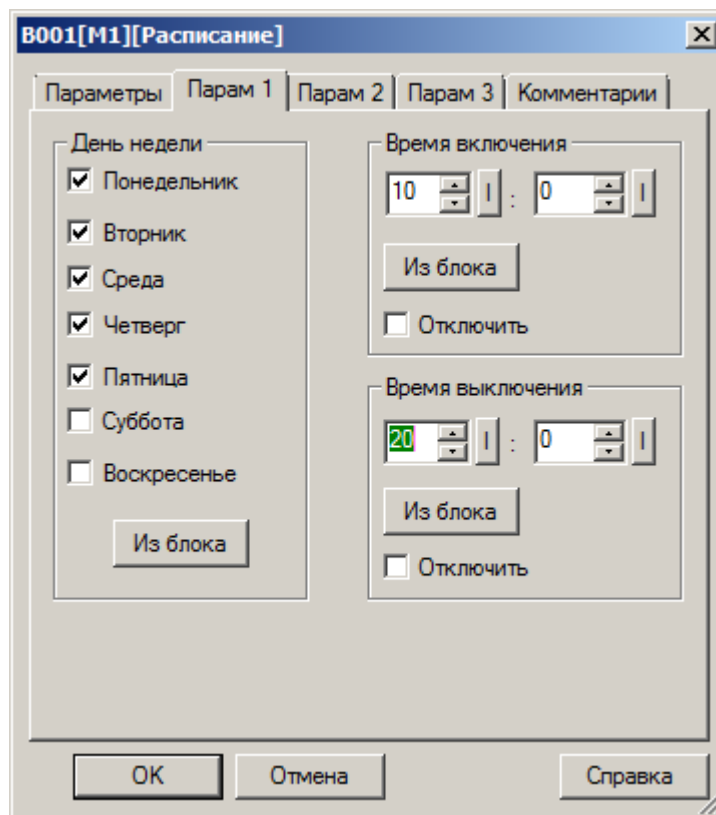 B001[M1][Расписание]
Параметры Парам 1 Парам 2 Парам 3 Комментарии
День недели
Понедельник
Вторник
Среда
Четверг
Пятница
Суббота
Воскресенье
Из блока
Время включения
10 I : 0 I
Из блока
Отключить
Время выключения
20 I : 0 I
Из блока
Отключить
OK Отмена Справка